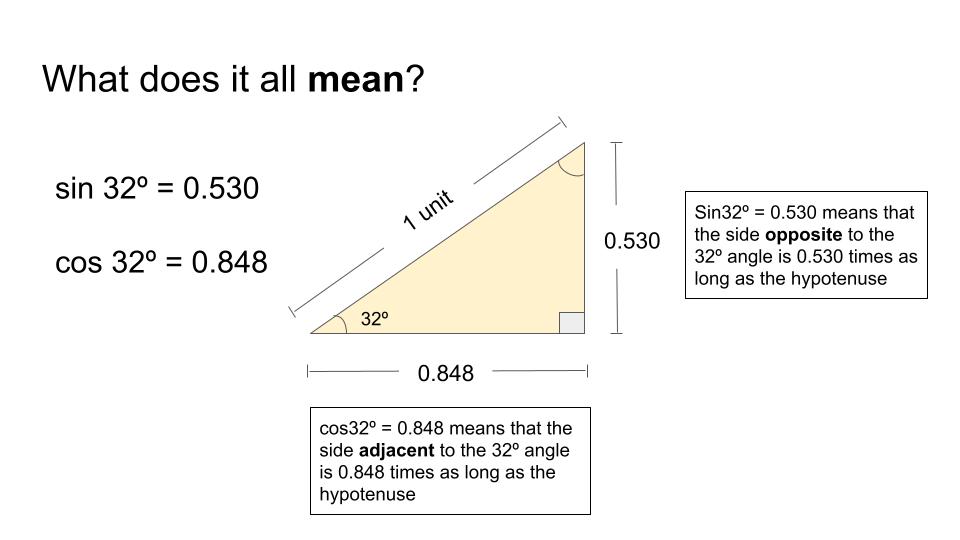 What does it all mean?
sin 32º = 0.530
cos 32º = 0.848
1 unit
32º
0.530
0.848
Sin32º = 0.530 means that
the side opposite to the
32º angle is 0.530 times as
long as the hypotenuse
cos32º = 0.848 means that the
side adjacent to the 32º angle
is 0.848 times as long as the
hypotenuse